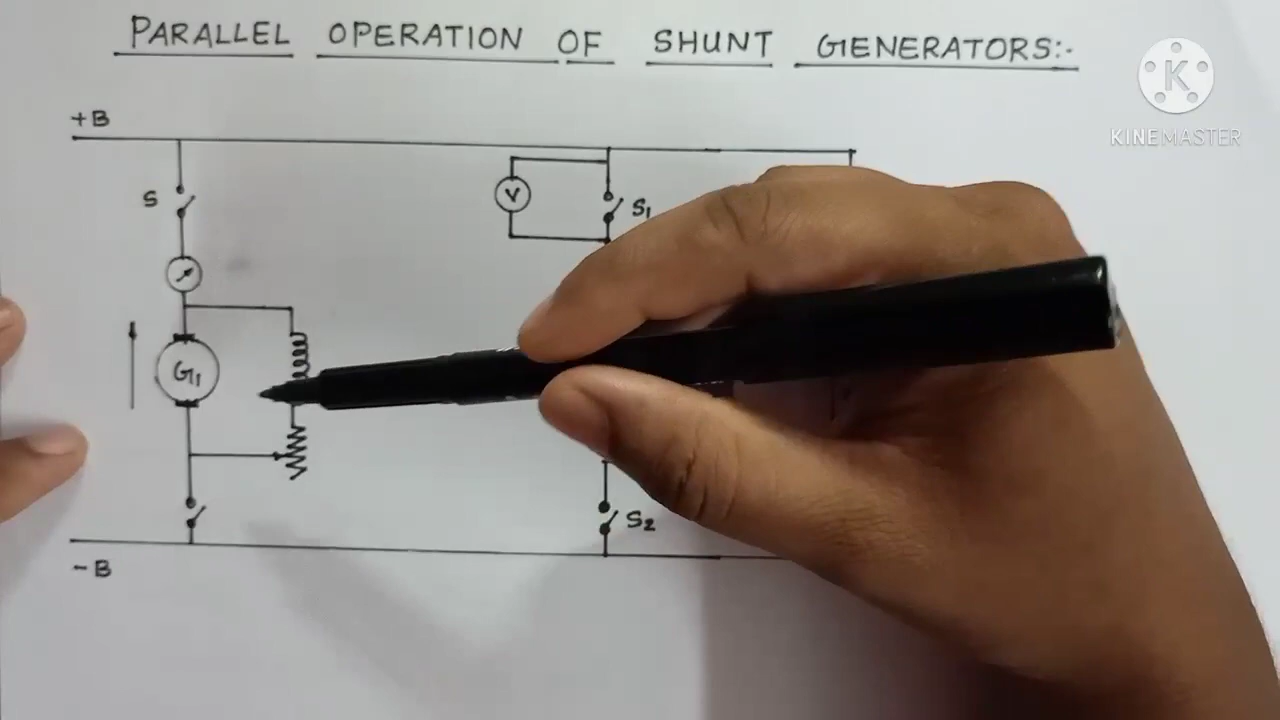 PARALLEL OPERATION OF SHUNT GENERATORS:-
K
KINEMASTER
+B
S
V
S1
G1
S2
-B